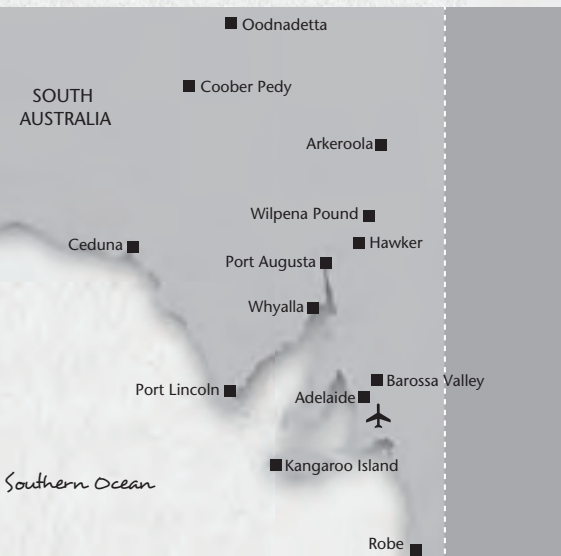 Oodnadetta
Coober Pedy
SOUTH
AUSTRALIA
Arkeroola
Wilpena Pound
Hawker
Ceduna
Port Augusta
Whyalla
Barossa Valley
Port Lincoln
Adelaide
Kangaroo Island
Southern Ocean
Robe